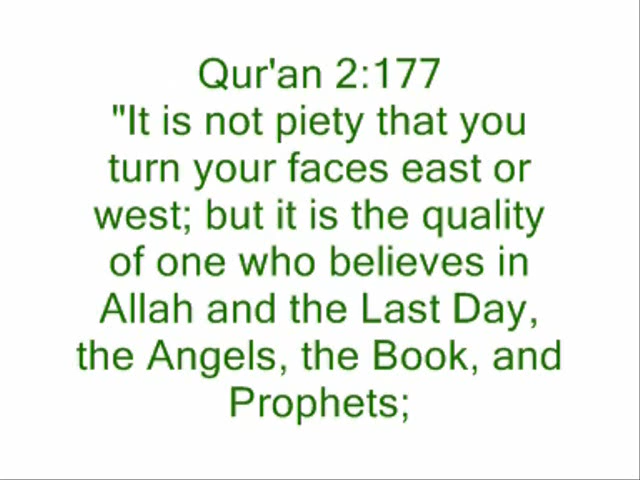 Qur'an 2:177
"It is not piety that you
turn your faces east or
west; but it is the quality
of one who believes in
Allah and the Last Day,
the Angels, the Book, and
Prophets;